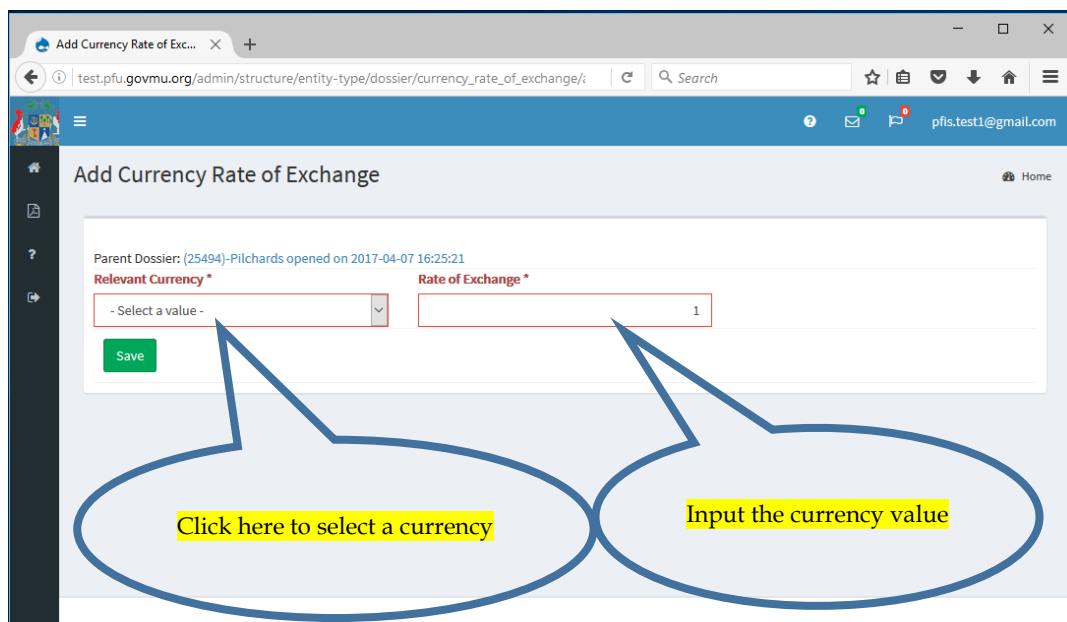 Add Currency Rate of Exc...
test.pfu.govmu.org/admin/structure/entity-type/dossier/currency_rate_of_exchange/a
Search
0
0
pfis.test1@gmail.com
Add Currency Rate of Exchange
Home
Parent Dossier: (25494)-Pilchards opened on 2017-04-07 16:25:21
Relevant Currency *
Rate of Exchange *
- Select a value -
1
Save
Click here to select a currency
Input the currency value